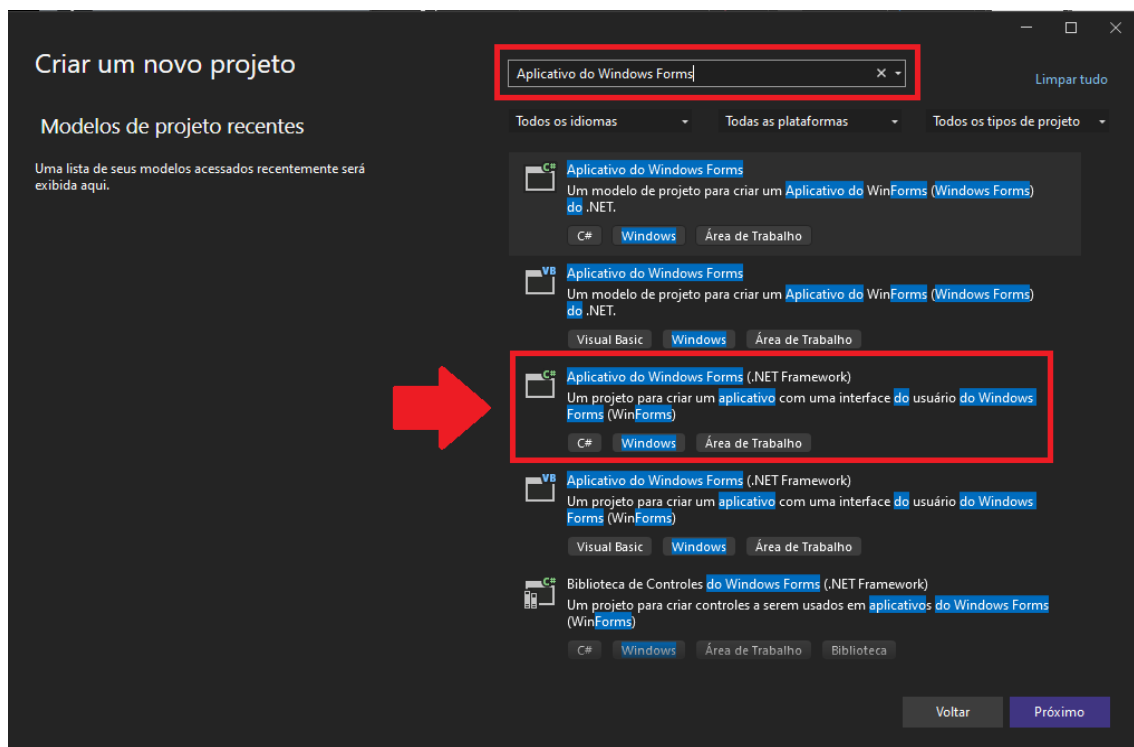 Criar um novo projeto
Aplicativo do Windows Forms
Limpar tudo
Modelos de projeto recentes
Uma lista de seus modelos acessados recentemente será
exibida aqui.
Todos os idiomas
Todas as plataformas
Todos os tipos de projeto
C#
Aplicativo do Windows Forms
Um modelo de projeto para criar um Aplicativo do WinForms (Windows Forms)
do .NET.
C# Windows Área de Trabalho
VB
Aplicativo do Windows Forms
Um modelo de projeto para criar um Aplicativo do WinForms (Windows Forms)
do .NET.
Visual Basic Windows Área de Trabalho
C#
Aplicativo do Windows Forms (.NET Framework)
Um projeto para criar um aplicativo com uma interface do usuário do Windows
Forms (WinForms)
C# Windows Área de Trabalho
VB
Aplicativo do Windows Forms (.NET Framework)
Um projeto para criar um aplicativo com uma interface do usuário do Windows
Forms (WinForms)
Visual Basic Windows Área de Trabalho
C#
Biblioteca de Controles do Windows Forms (.NET Framework)
Um projeto para criar controles a serem usados em aplicativos do Windows Forms
(WinForms)
C# Windows Área de Trabalho Biblioteca
Voltar
Próximo